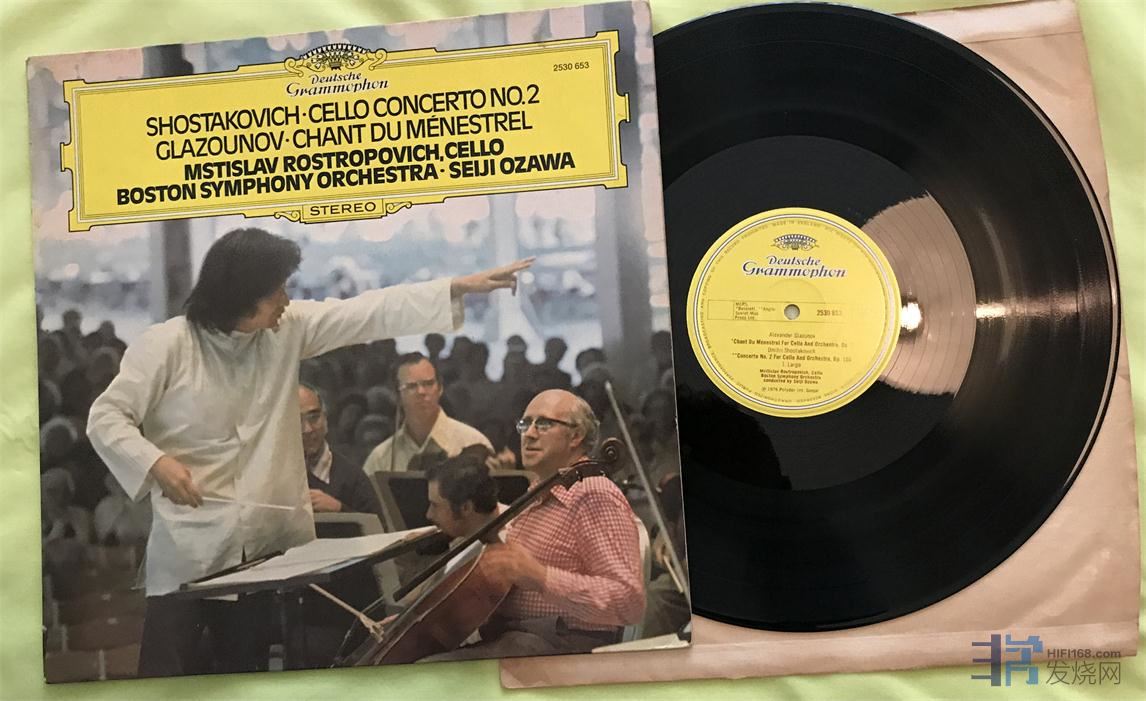 Deutsche
Grammophon
2530 653
SHOSTAKOVICH·CELLO CONCERTO NO.2
GLAZOUNOV·CHANT DU MÉNESTREL
MSTISLAV ROSTROPOVICH, CELLO
BOSTON SYMPHONY ORCHESTRA·SEIJI OZAWA
STEREO
Deutsche
Grammophon
2530 653
Alexander Glazunov
*Chant Du Ménestrel For Cello And Orchestra, Op.
Dmitri Shostakovich
**Concerto No. 2 For Cello And Orchestra, Op. 126
I. Largo
Mstislav Rostropovich, Cello
Boston Symphony Orchestra
conducted by Seiji Ozawa
HIFI168.com
发烧网